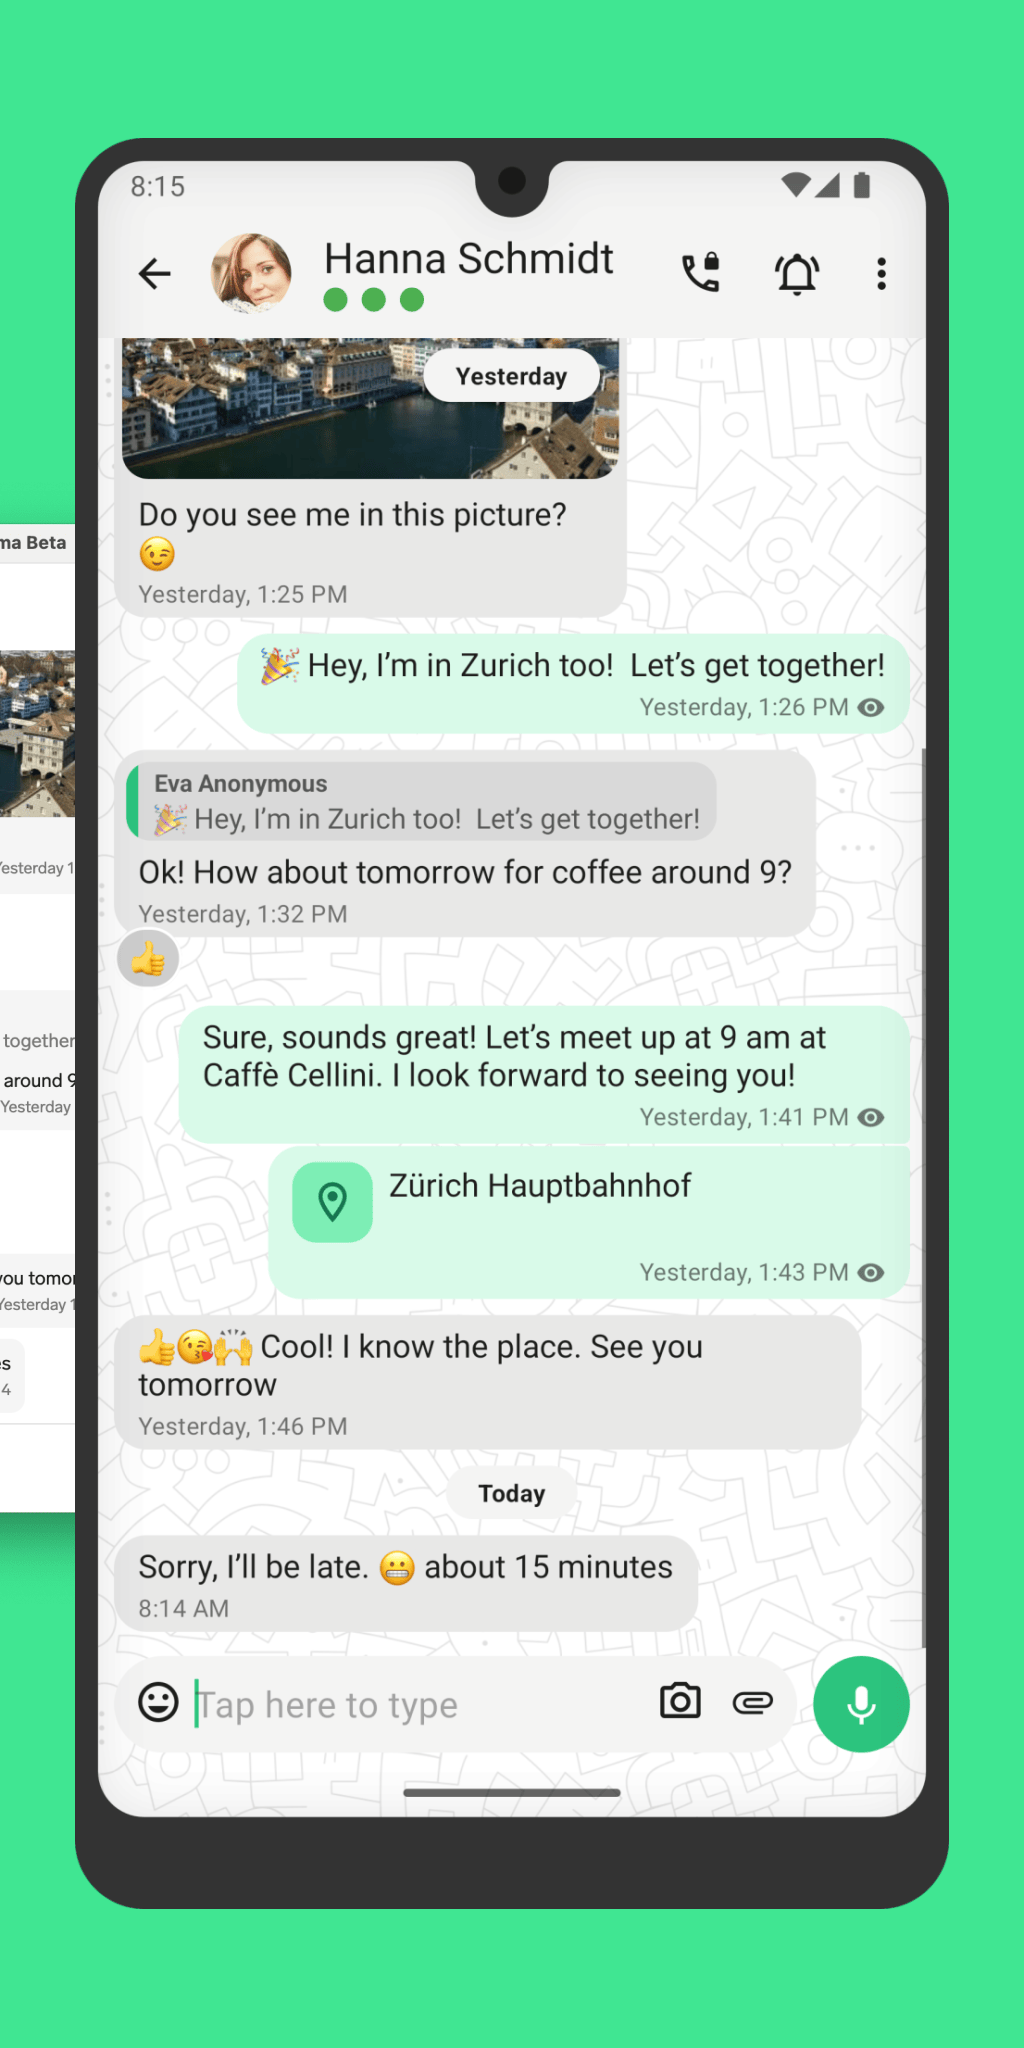 8:15
Hanna Schmidt
Yesterday
Do you see me in this picture?
😉
Yesterday, 1:25 PM
🎉 Hey, I’m in Zurich too!  Let’s get together!
Yesterday, 1:26 PM
Eva Anonymous
🎉 Hey, I’m in Zurich too!  Let’s get together!
Ok! How about tomorrow for coffee around 9?
Yesterday, 1:32 PM
👍
Sure, sounds great! Let’s meet up at 9 am at
Caffè Cellini. I look forward to seeing you!
Yesterday, 1:41 PM
Zürich Hauptbahnhof
Yesterday, 1:43 PM
👍😘🙌 Cool! I know the place. See you
tomorrow
Yesterday, 1:46 PM
Today
Sorry, I’ll be late. 😬 about 15 minutes
8:14 AM
Tap here to type
ma Beta
esterday 1
together
around 9
Yesterday
you tomo
Yesterday 1
s
4